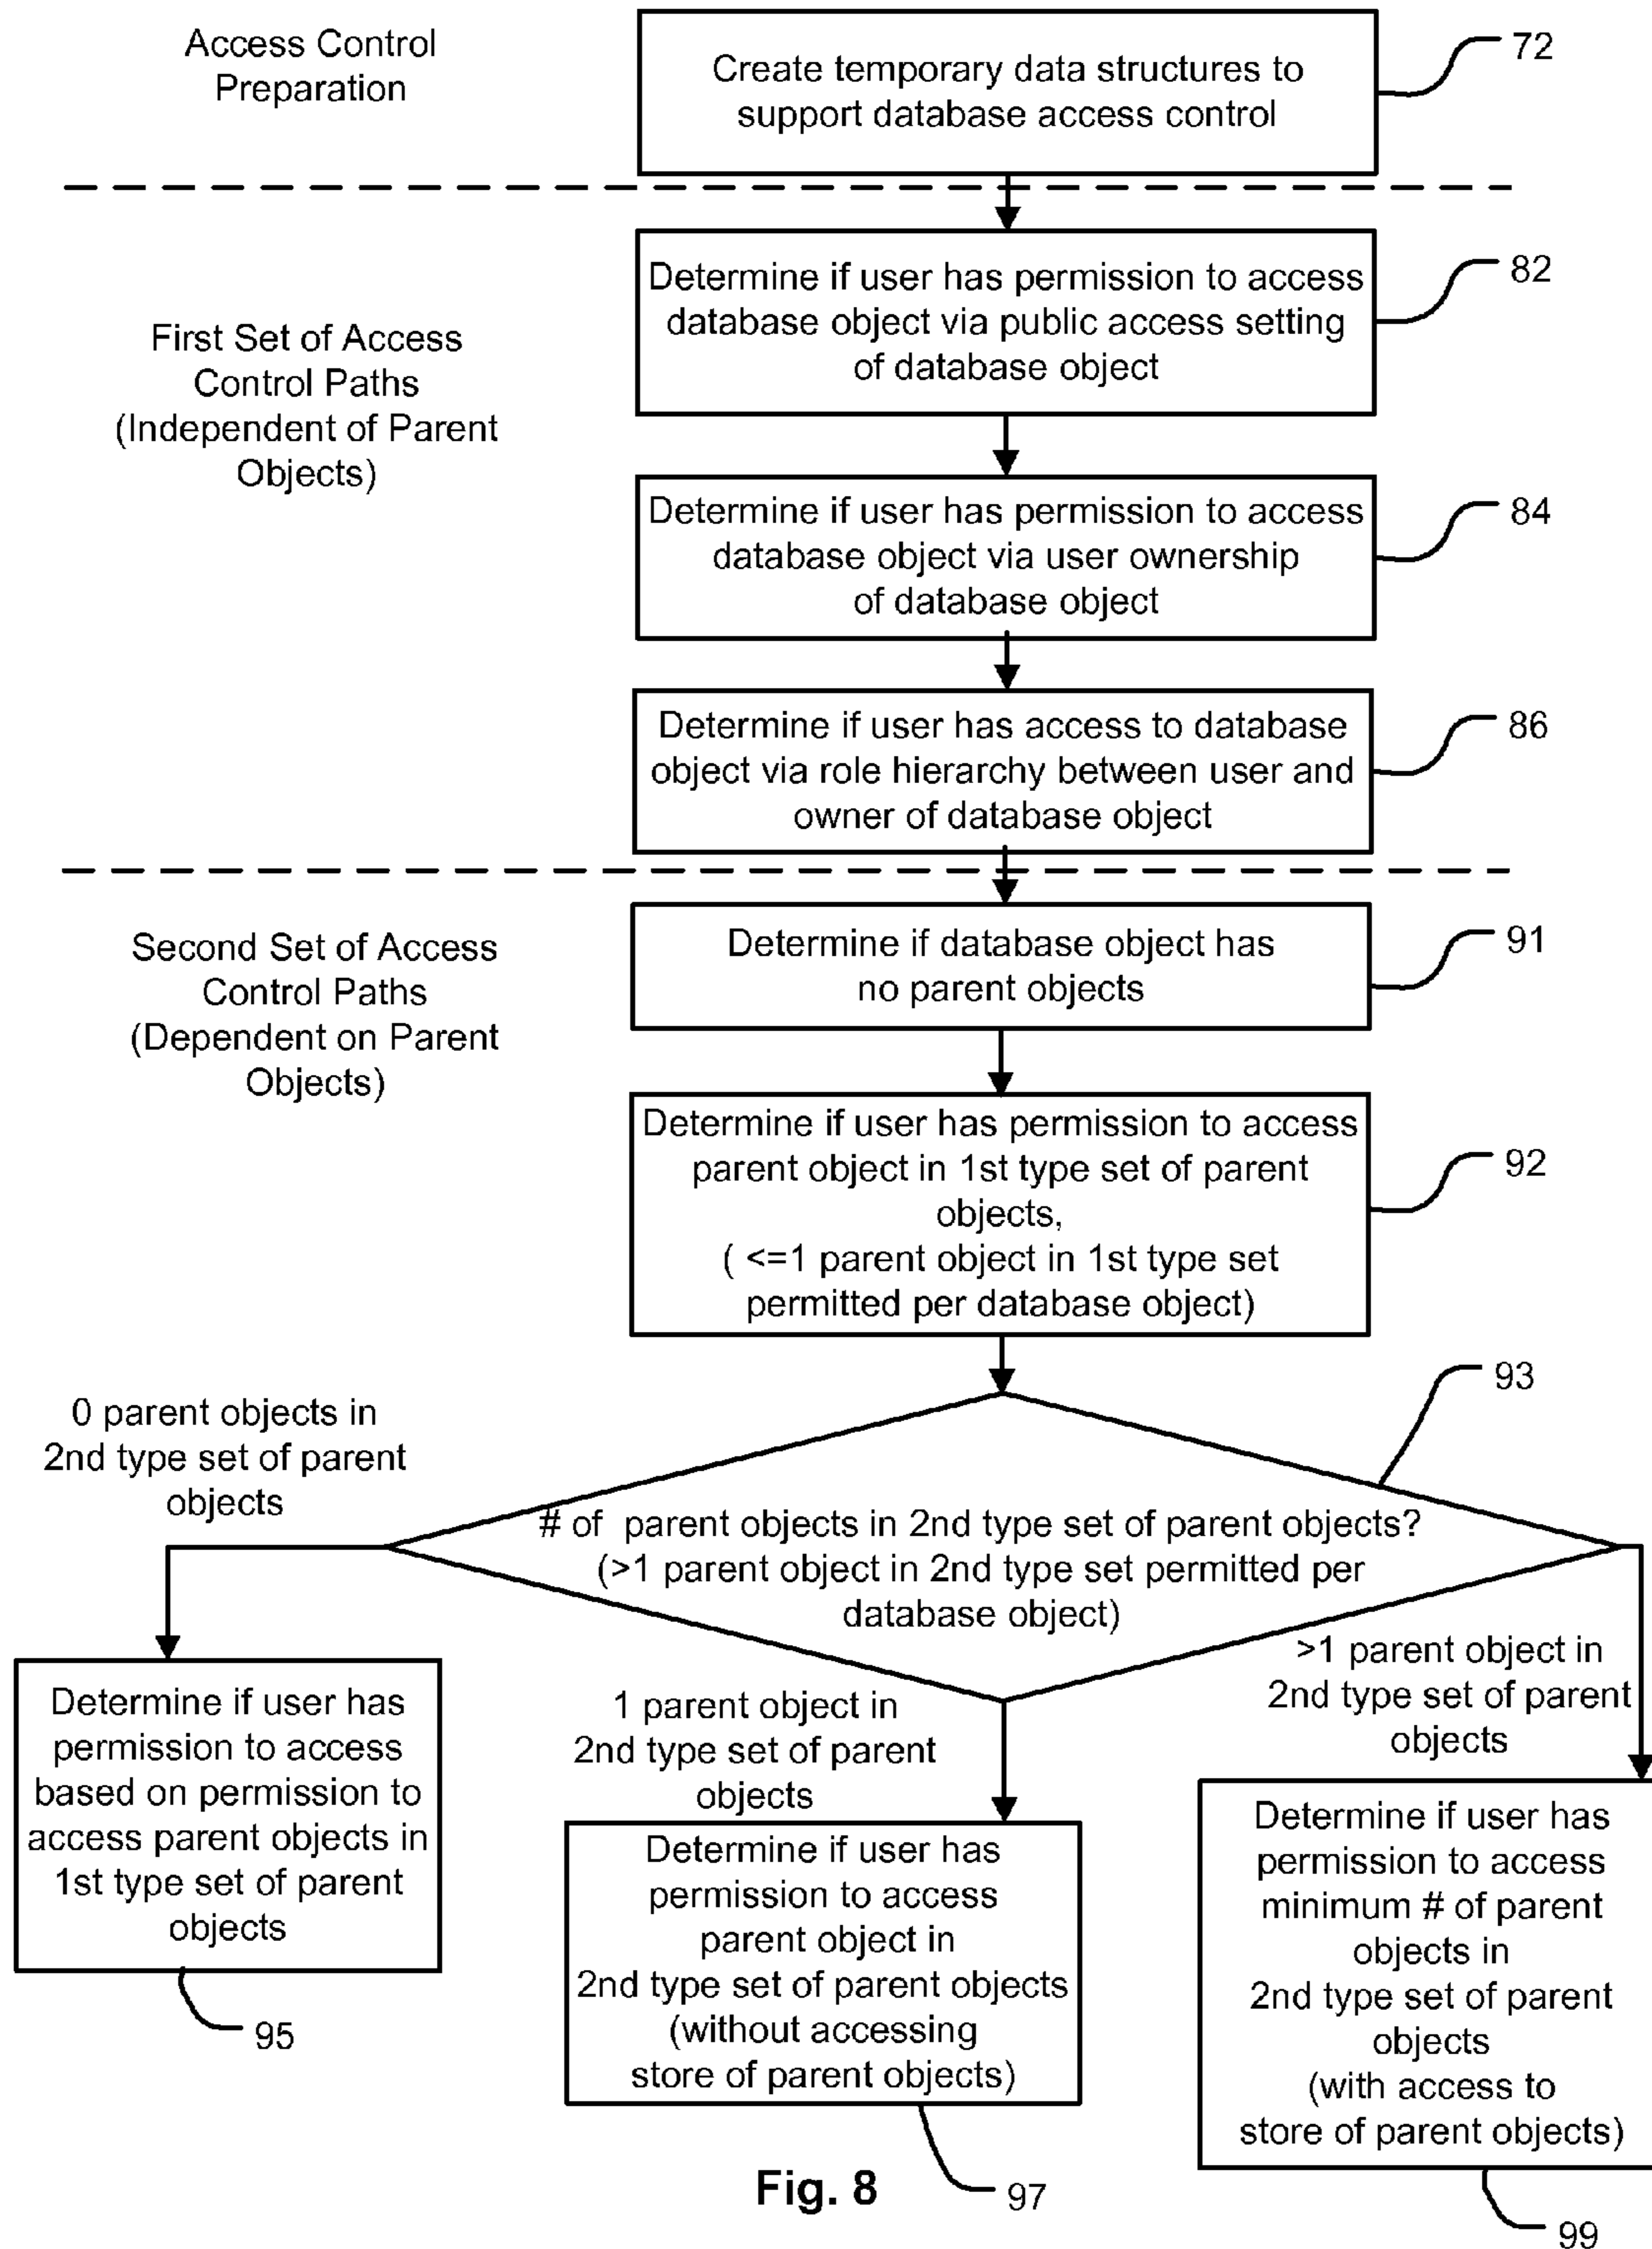 Access Control
Preparation
Create temporary data structures to
support database access control
72
First Set of Access
Control Paths
(Independent of Parent
Objects)
Determine if user has permission to access
database object via public access setting
of database object
82
Determine if user has permission to access
database object via user ownership
of database object
84
Determine if user has access to database
object via role hierarchy between user and
owner of database object
86
Second Set of Access
Control Paths
(Dependent on Parent
Objects)
Determine if database object has
no parent objects
91
Determine if user has permission to access
parent object in 1st type set of parent
objects,
( <=1 parent object in 1st type set
permitted per database object)
92
93
# of  parent objects in 2nd type set of parent objects?
(>1 parent object in 2nd type set permitted per
database object)
0 parent objects in
2nd type set of parent
objects
Determine if user has
permission to access
based on permission to
access parent objects in
1st type set of parent
objects
95
1 parent object in
2nd type set of parent
objects
Determine if user has
permission to access
parent object in
2nd type set of parent objects
(without accessing
store of parent objects)
97
>1 parent object in
2nd type set of parent
objects
Determine if user has
permission to access
minimum # of parent
objects in
2nd type set of parent
objects
(with access to
store of parent objects)
99
Fig. 8